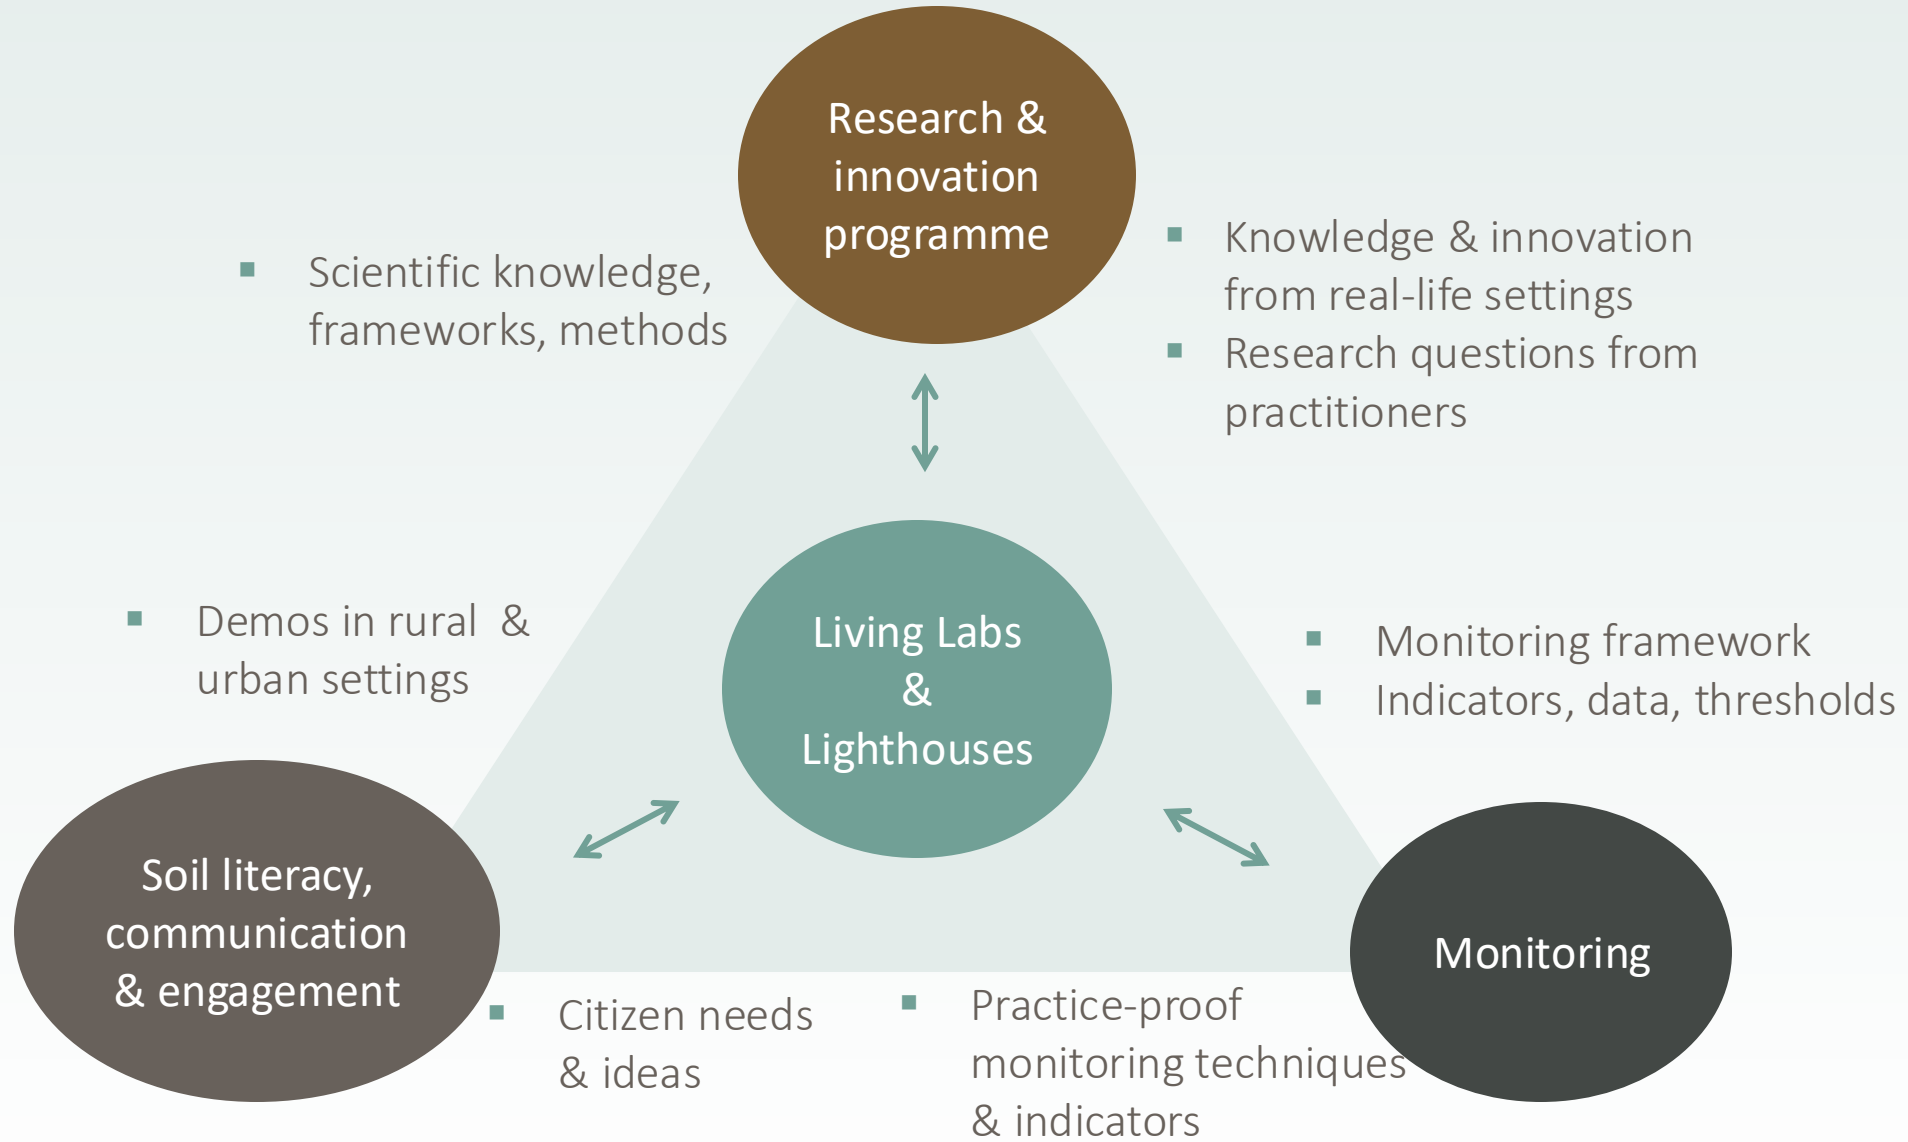 Research &
innovation
programme
Scientific knowledge,
frameworks, methods
Knowledge & innovation
from real-life settings
Research questions from
practitioners
Demos in rural & 
urban settings
Living Labs
&
Lighthouses
Monitoring framework
Indicators, data, thresholds
Soil literacy,
communication
& engagement
Monitoring
Citizen needs
& ideas
Practice-proof
monitoring techniques
& indicators